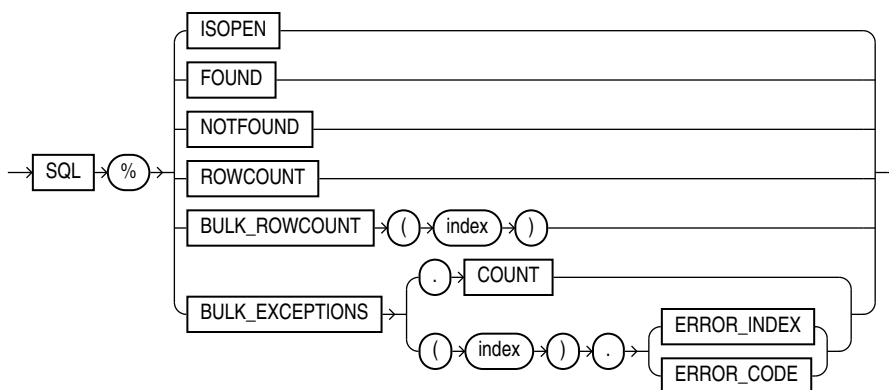 ISOPEN
FOUND
NOTFOUND
SQL % ROWCOUNT
BULK_ROWCOUNT ( index )
. COUNT
BULK_EXCEPTIONS
ERROR_INDEX
( index ) .
ERROR_CODE